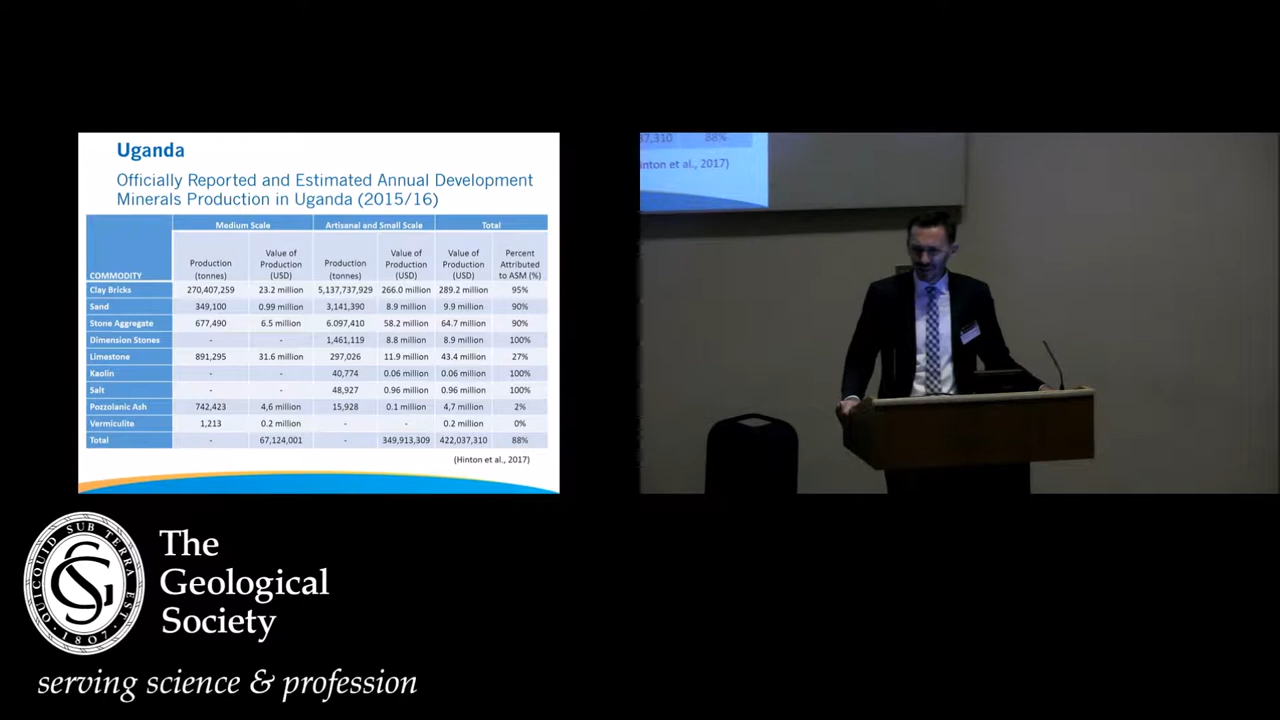 Uganda
Officially Reported and Estimated Annual Development
Minerals Production in Uganda (2015/16)
Medium Scale Artisanal and Small Scale Total
COMMODITY Production (tonnes) Value of Production (USD) Production (tonnes) Value of Production (USD) Value of Production (USD) Percent Attributed to ASM (%)
Clay Bricks 270,407,259 23.2 million 5,137,737,929 266.0 million 289.2 million 95%
Sand 349,100 0.99 million 3,141,390 8.9 million 9.9 million 90%
Stone Aggregate 677,490 6.5 million 6.097,410 58.2 million 64.7 million 90%
Dimension Stones - - 1,461,119 8.8 million 8.9 million 100%
Limestone 891,295 31.6 million 297,026 11.9 million 43.4 million 27%
Kaolin - - 40,774 0.06 million 0.06 million 100%
Salt - - 48,927 0.96 million 0.96 million 100%
Pozzolanic Ash 742,423 4,6 million 15,928 0.1 million 4,7 million 2%
Vermiculite 1,213 0.2 million - - 0.2 million 0%
Total - 67,124,001 - 349,913,309 422,037,310 88%
(Hinton et al., 2017)
37,310 88%
nton et al., 2017)
QUICQUID SUB TERRA EST
1807
The
Geological
Society
serving science & profession